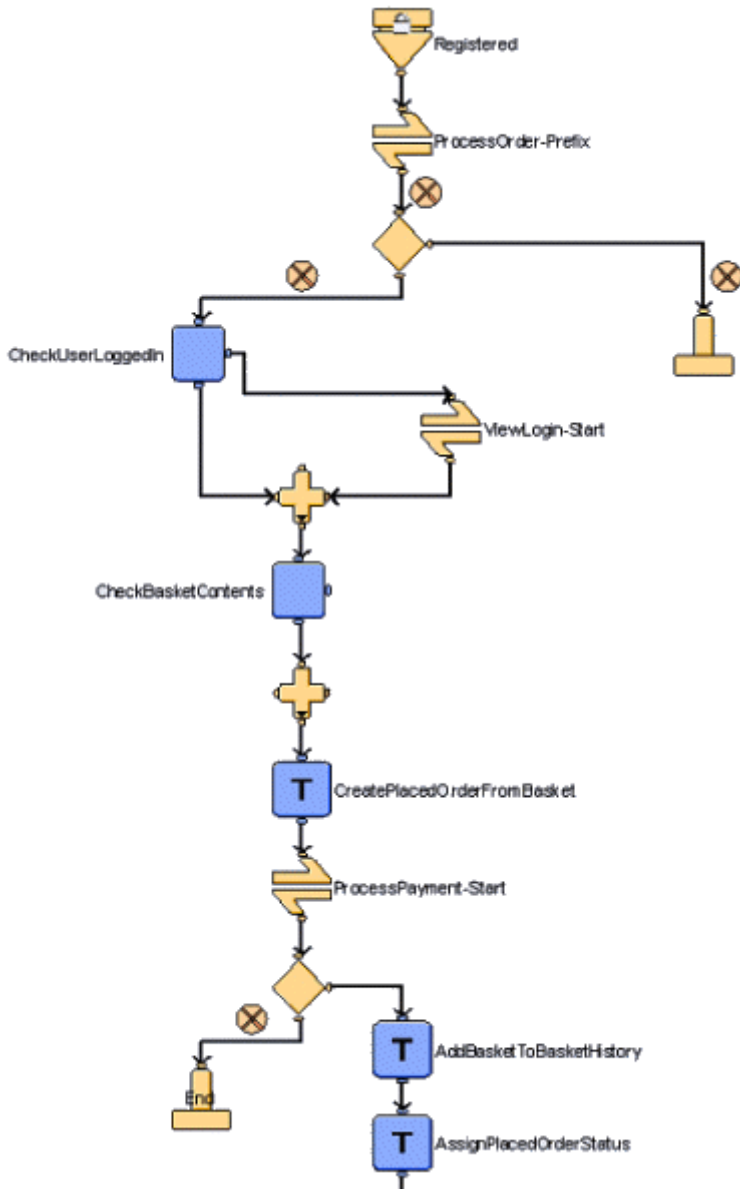 Registered
ProcessOrder-Prefix
CheckUserLoggedIn
ViewLogin-Start
CheckBasketContents
T
CreatePlacedOrderFromBasket
ProcessPayment-Start
T
AddBasketToBasketHistory
End
T
AssignPlacedOrderStatus